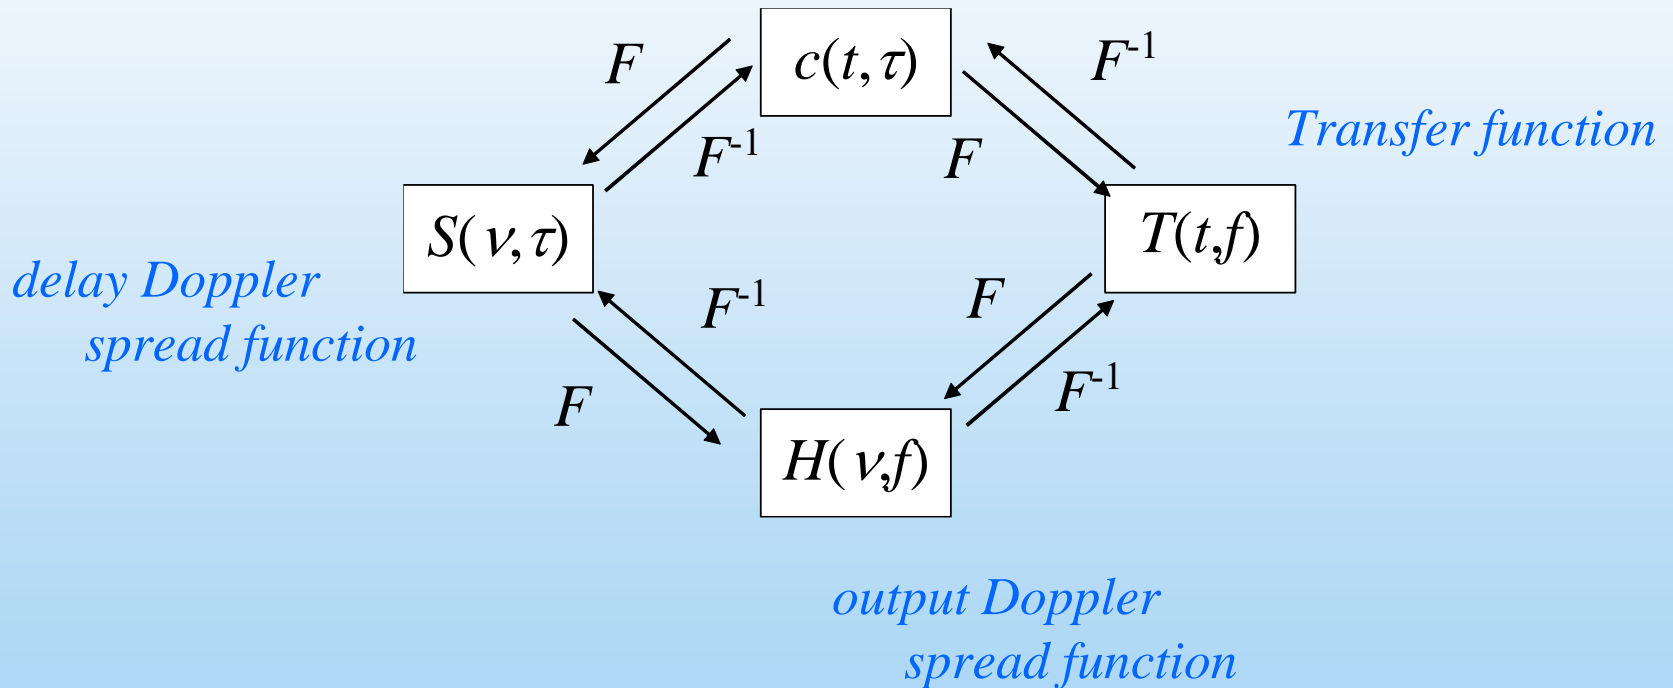 c(t,τ)
F
F⁻¹
F⁻¹
F
Transfer function
S(ν,τ)
T(t,f)
delay Doppler
spread function
F⁻¹
F
F
F⁻¹
H(ν,f)
output Doppler
spread function